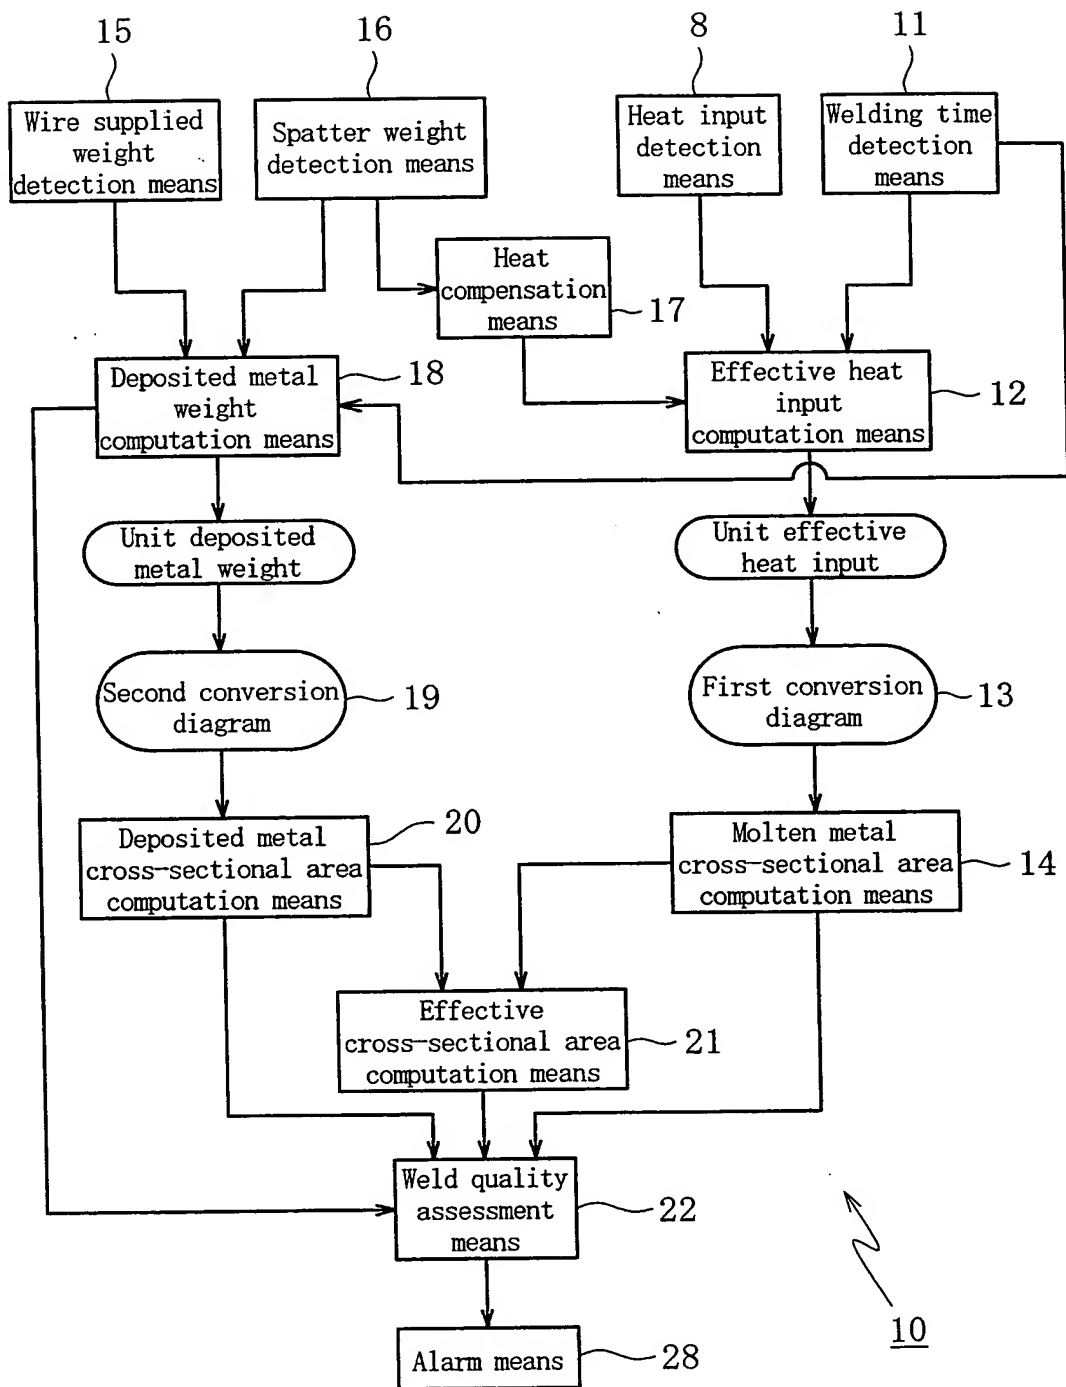 15
16
8
11
Wire supplied
weight
detection means
Spatter weight
detection means
Heat input
detection
means
Welding time
detection
means
Heat
compensation
means
17
Deposited metal
weight
computation means
18
Effective heat
input
computation means
12
Unit deposited
metal weight
Unit effective
heat input
Second conversion
diagram
19
First conversion
diagram
13
Deposited metal
cross-sectional area
computation means
20
Molten metal
cross-sectional area
computation means
14
Effective
cross-sectional area
computation means
21
Weld quality
assessment
means
22
10
Alarm means
28